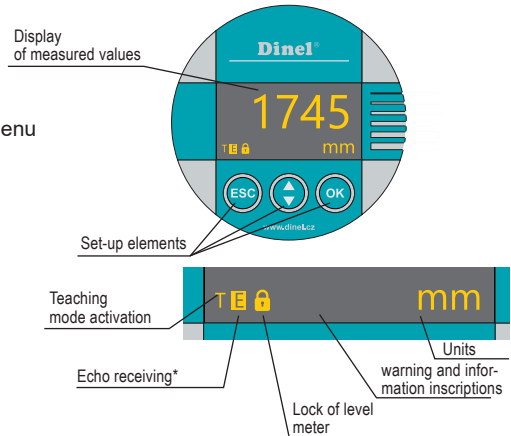 Display
of measured values
enu
Dinel®
1745
T E mm
ESC OK
www.dinel.cz
Set-up elements
Teaching
mode activation
T E mm
Echo receiving*
Units
warning and infor-
mation inscriptions
Lock of level
meter